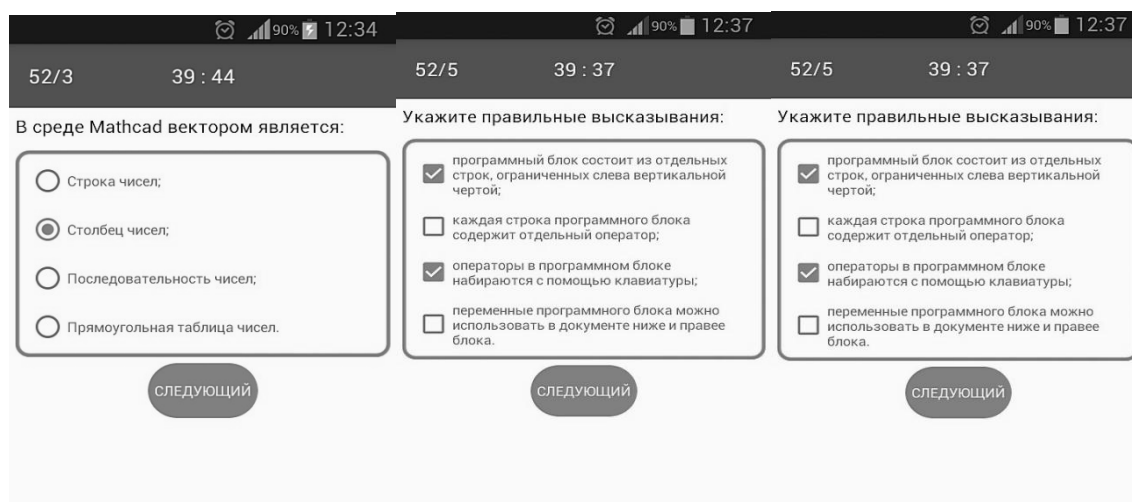 90% 12:34
52/3 39 : 44
В среде Mathcad вектором является:
Строка чисел;
Столбец чисел;
Последовательность чисел;
Прямоугольная таблица чисел.
СЛЕДУЮЩИЙ
90% 12:37
52/5 39 : 37
Укажите правильные высказывания:
программный блок состоит из отдельных
строк, ограниченных слева вертикальной
чертой;
каждая строка программного блока
содержит отдельный оператор;
операторы в программном блоке
набираются с помощью клавиатуры;
переменные программного блока можно
использовать в документе ниже и правее
блока.
СЛЕДУЮЩИЙ
90% 12:37
52/5 39 : 37
Укажите правильные высказывания:
программный блок состоит из отдельных
строк, ограниченных слева вертикальной
чертой;
каждая строка программного блока
содержит отдельный оператор;
операторы в программном блоке
набираются с помощью клавиатуры;
переменные программного блока можно
использовать в документе ниже и правее
блока.
СЛЕДУЮЩИЙ